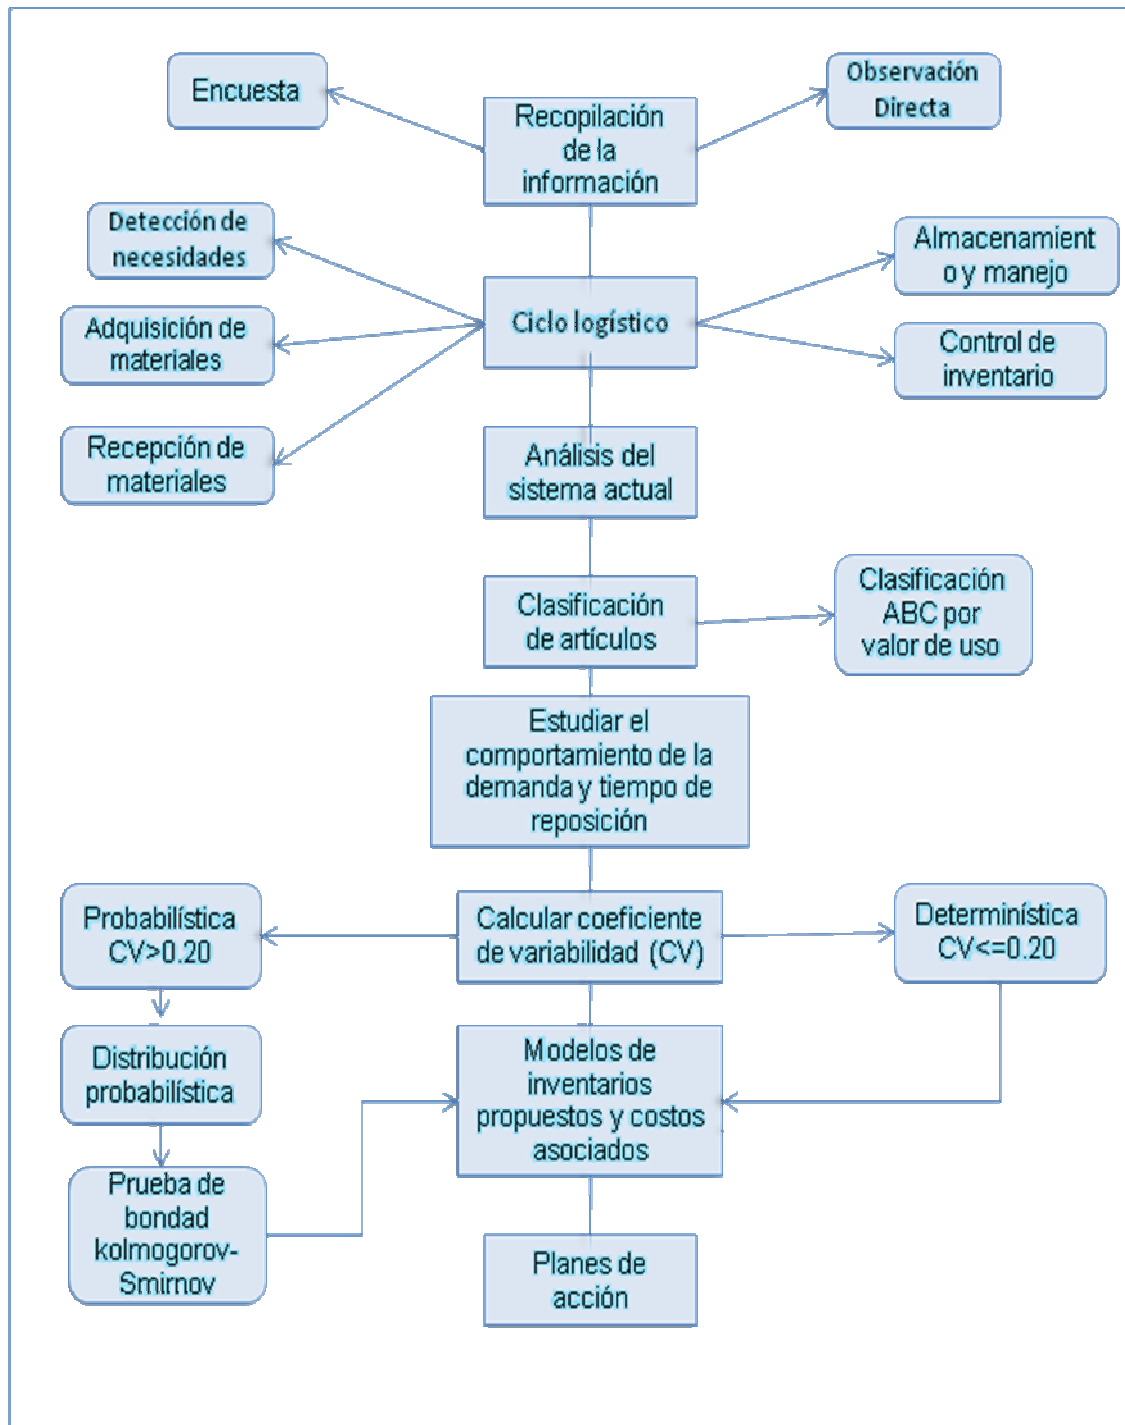 Encuesta
Recopilación
de la
información
Observación
Directa
Detección de
necesidades
Adquisición de
materiales
Recepción de
materiales
Ciclo logístico
Almacenamient
o y manejo
Control de
inventario
Análisis del
sistema actual
Clasificación
de artículos
Clasificación
ABC por
valor de uso
Estudiar el
comportamiento de la
demanda y tiempo de
reposición
Probabilística
CV>0.20
Calcular coeficiente
de variabilidad (CV)
Determinística
CV<=0.20
Distribución
probabilística
Modelos de
inventarios
propuestos y costos
asociados
Prueba de
bondad
kolmogorov-
Smirnov
Planes de
acción